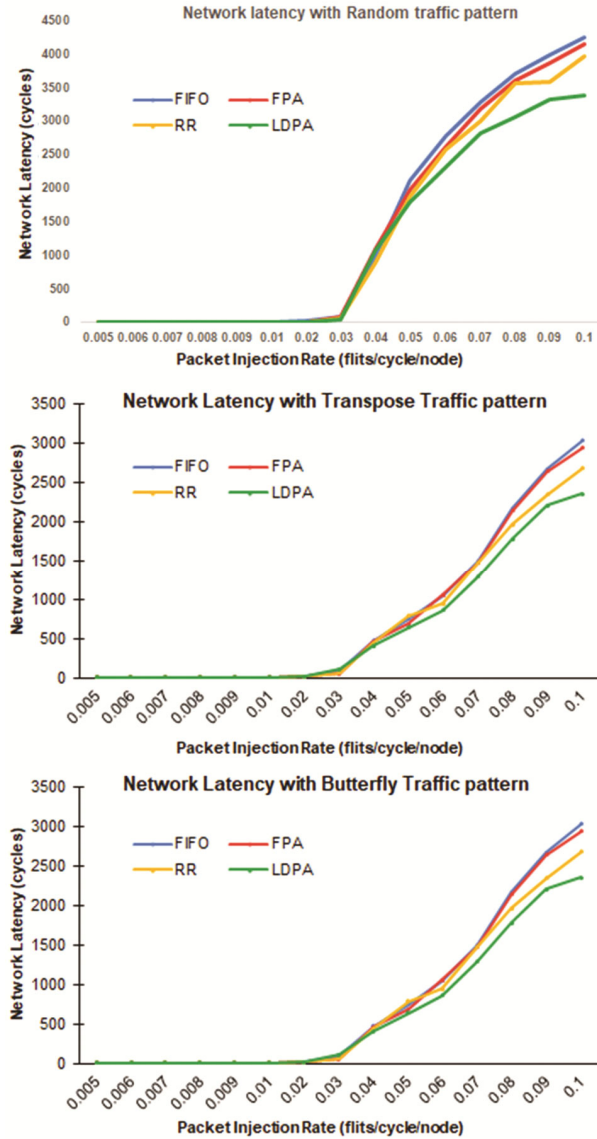 Network latency with Random traffic pattern
4500
4000
3500
3000
2500
2000
1500
1000
500
0
Network Latency (cycles)
FIFO FPA
RR LDPA
0.005 0.006 0.007 0.008 0.009 0.01 0.02 0.03 0.04 0.05 0.06 0.07 0.08 0.09 0.1
Packet Injection Rate (flits/cycle/node)
Network Latency with Transpose Traffic pattern
3500
3000
2500
2000
1500
1000
500
0
Network Latency (cycles)
FIFO FPA
RR LDPA
0.005 0.006 0.007 0.008 0.009 0.01 0.02 0.03 0.04 0.05 0.06 0.07 0.08 0.09 0.1
Packet Injection Rate (flits/cycle/node)
Network Latency with Butterfly Traffic pattern
3500
3000
2500
2000
1500
1000
500
0
Network Latency (cycles)
FIFO FPA
RR LDPA
0.005 0.006 0.007 0.008 0.009 0.01 0.02 0.03 0.04 0.05 0.06 0.07 0.08 0.09 0.1
Packet Injection Rate (flits/cycle/node)